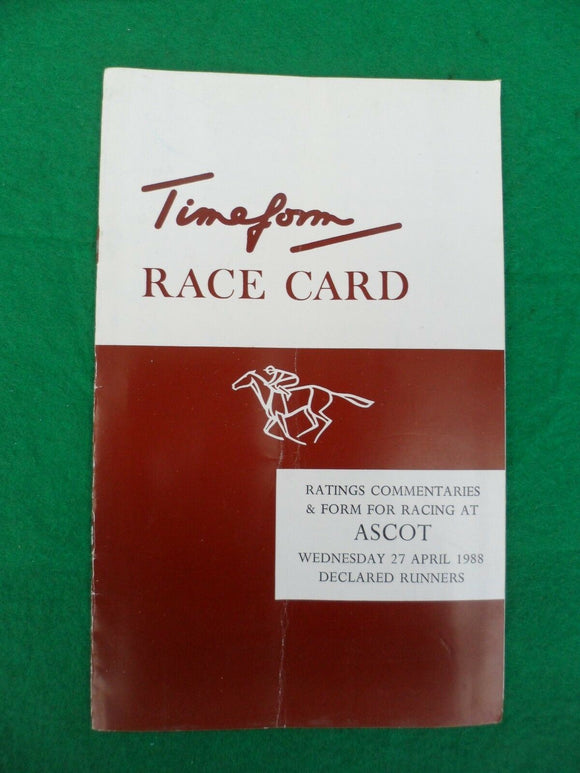 Timeform
RACE CARD
RATINGS COMMENTARIES
& FORM FOR RACING AT
ASCOT
WEDNESDAY 27 APRIL 1988
DECLARED RUNNERS